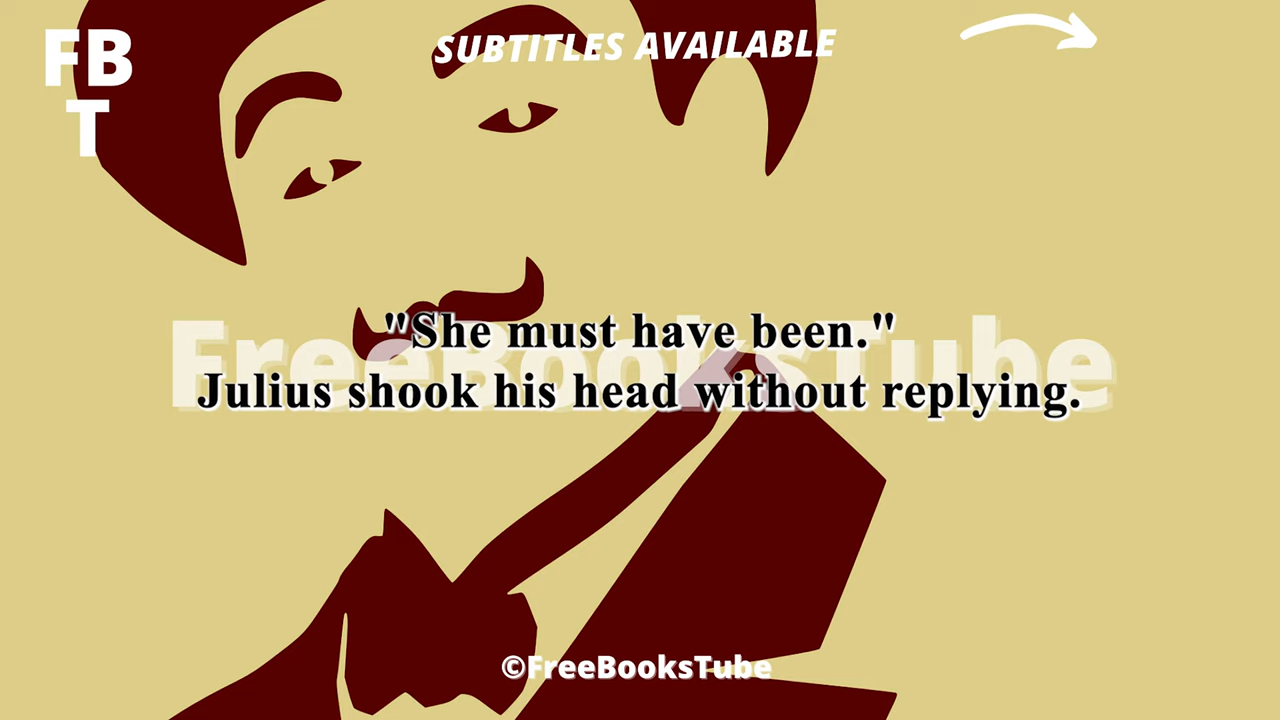 FB
T
SUBTITLES AVAILABLE
FreeBooksTube
"She must have been."
Julius shook his head without replying.
©FreeBooksTube